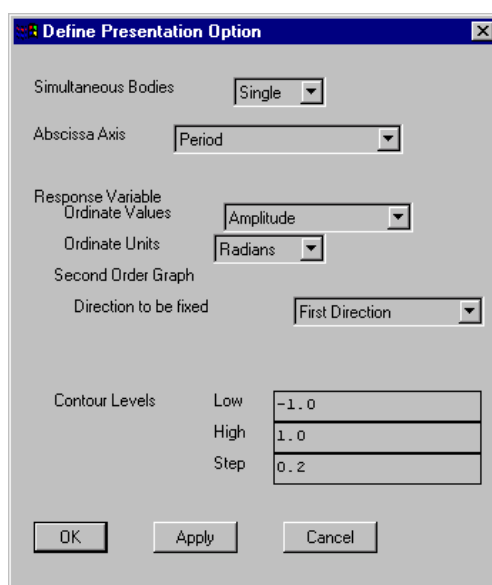 Define Presentation Option
Simultaneous Bodies Single
Abscissa Axis Period
Response Variable
Ordinate Values Amplitude
Ordinate Units Radians
Second Order Graph
Direction to be fixed First Direction
Contour Levels Low -1.0
High 1.0
Step 0.2
OK Apply Cancel